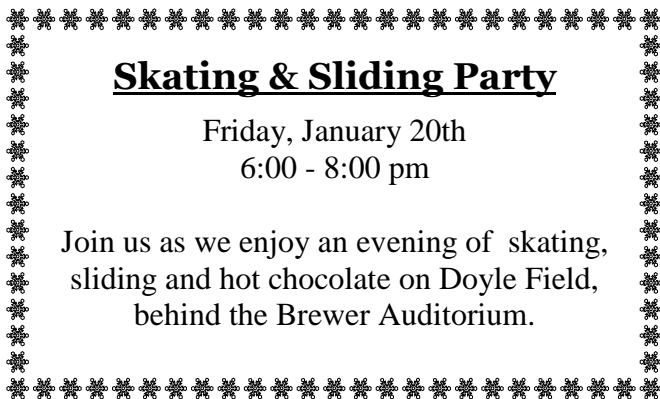 Skating & Sliding Party
Friday, January 20th
6:00 - 8:00 pm
Join us as we enjoy an evening of  skating,
sliding and hot chocolate on Doyle Field,
behind the Brewer Auditorium.